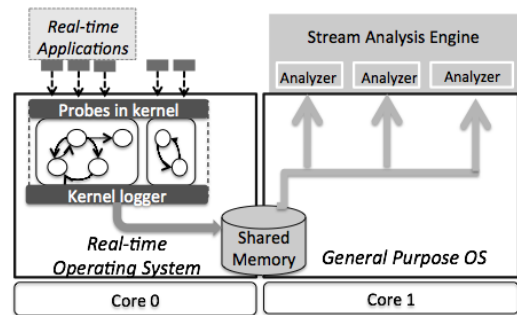 Real-time
Applications
Stream Analysis Engine
Analyzer
Analyzer
Analyzer
Probes in kernel
Kernel logger
Real-time
Operating System
Shared
Memory
General Purpose OS
Core 0
Core 1